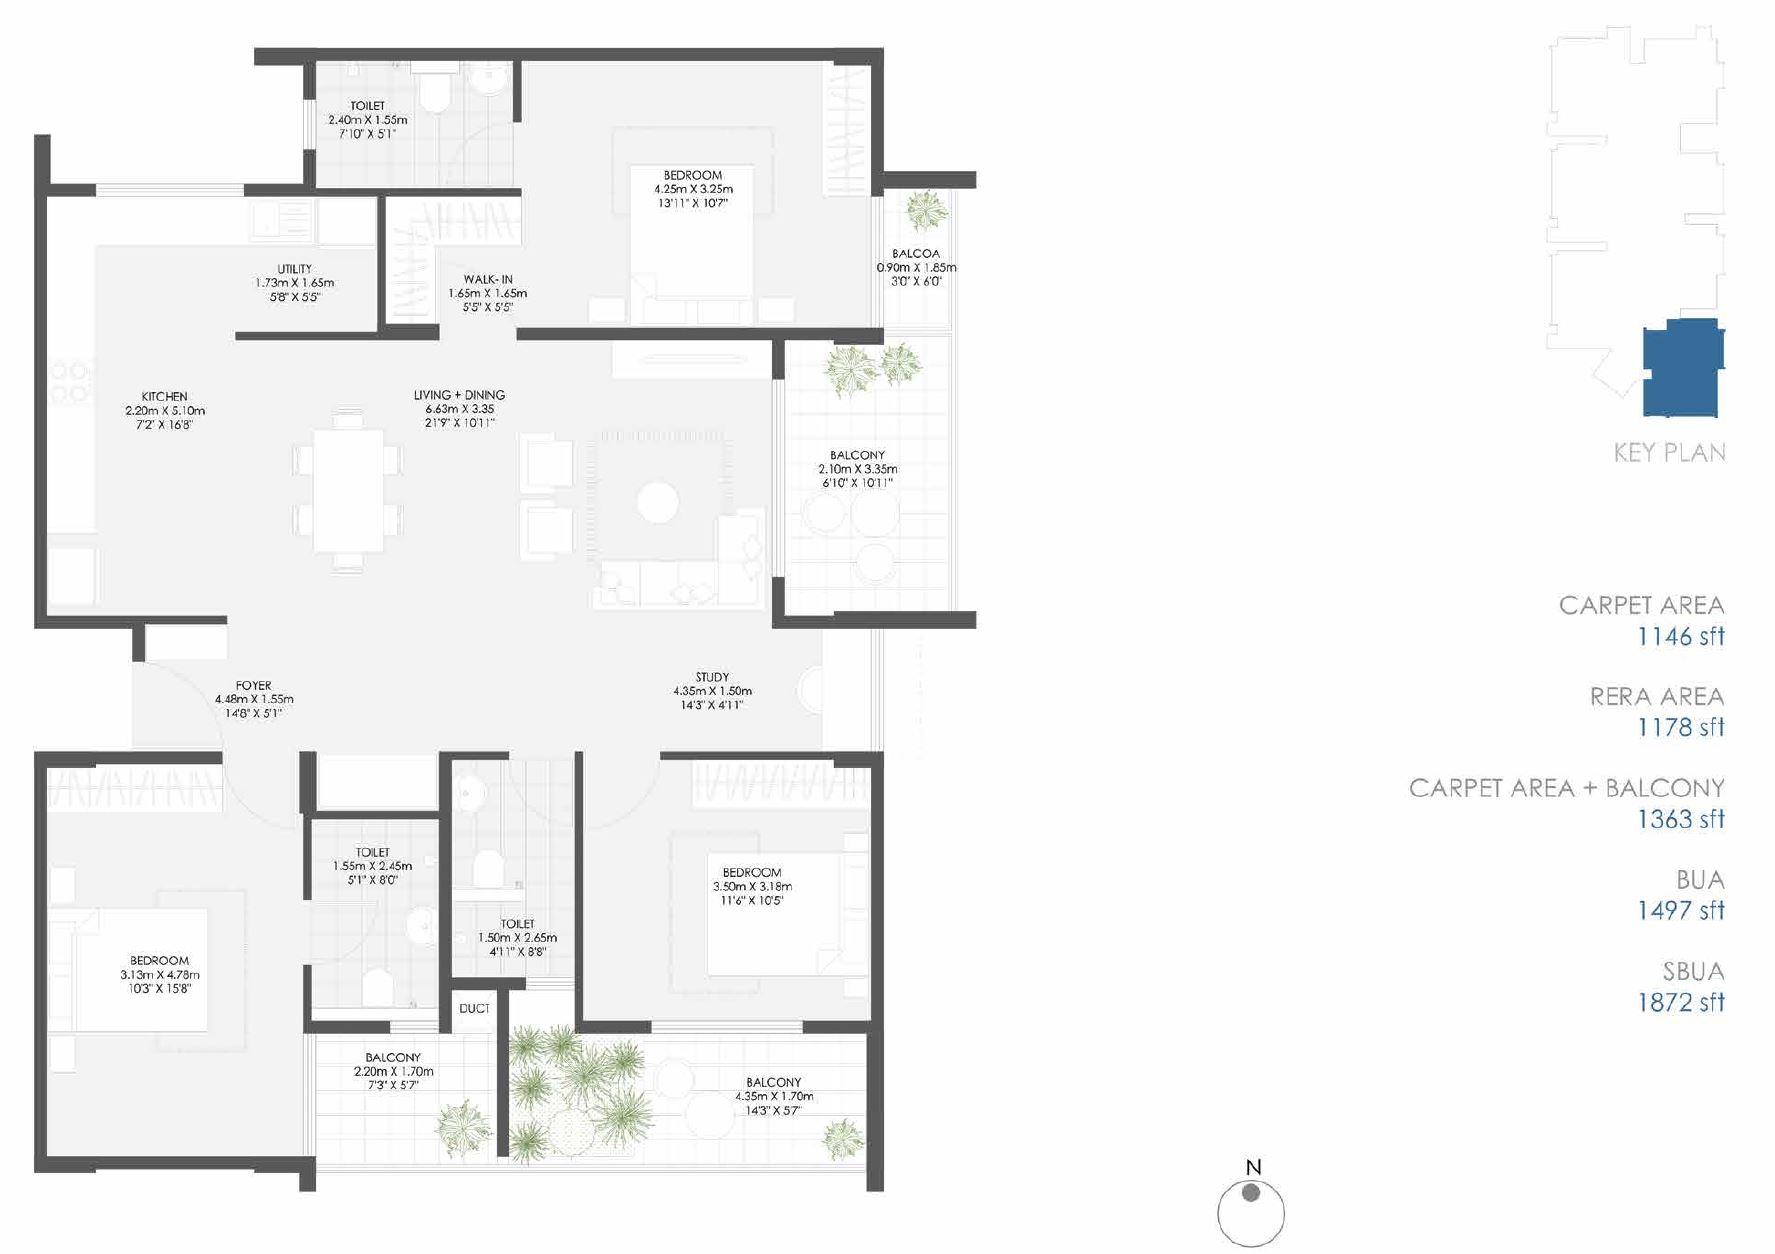 TOILET
2.40m X 1.55m
7'10" X 5'1"
BEDROOM
4.25m X 3.25m
13'11" X 10'7"
BALCOA
0.90m X 1.85m
3'0" X 6'0"
UTILITY
1.73m X 1.65m
5'8" X 5'5"
WALK- IN
1.65m X 1.65m
5'5" X 5'5"
KITCHEN
2.20m X 5.10m
7'2" X 16'8"
LIVING + DINING
6.63m X 3.35
21'9" X 10'11"
BALCONY
2.10m X 3.35m
6'10" X 10'11"
FOYER
4.48m X 1.55m
14'8" X 5'1"
STUDY
4.35m X 1.50m
14'3" X 4'11"
TOILET
1.55m X 2.45m
5'1" X 8'0"
BEDROOM
3.50m X 3.18m
11'6" X 10'5"
TOILET
1.50m X 2.65m
4'11" X 8'8"
BEDROOM
3.13m X 4.78m
10'3" X 15'8"
DUCT
BALCONY
2.20m X 1.70m
7'3" X 5'7"
BALCONY
4.35m X 1.70m
14'3" X 5'7"
KEY PLAN
CARPET AREA
1146 sft
RERA AREA
1178 sft
CARPET AREA + BALCONY
1363 sft
BUA
1497 sft
SBUA
1872 sft
N